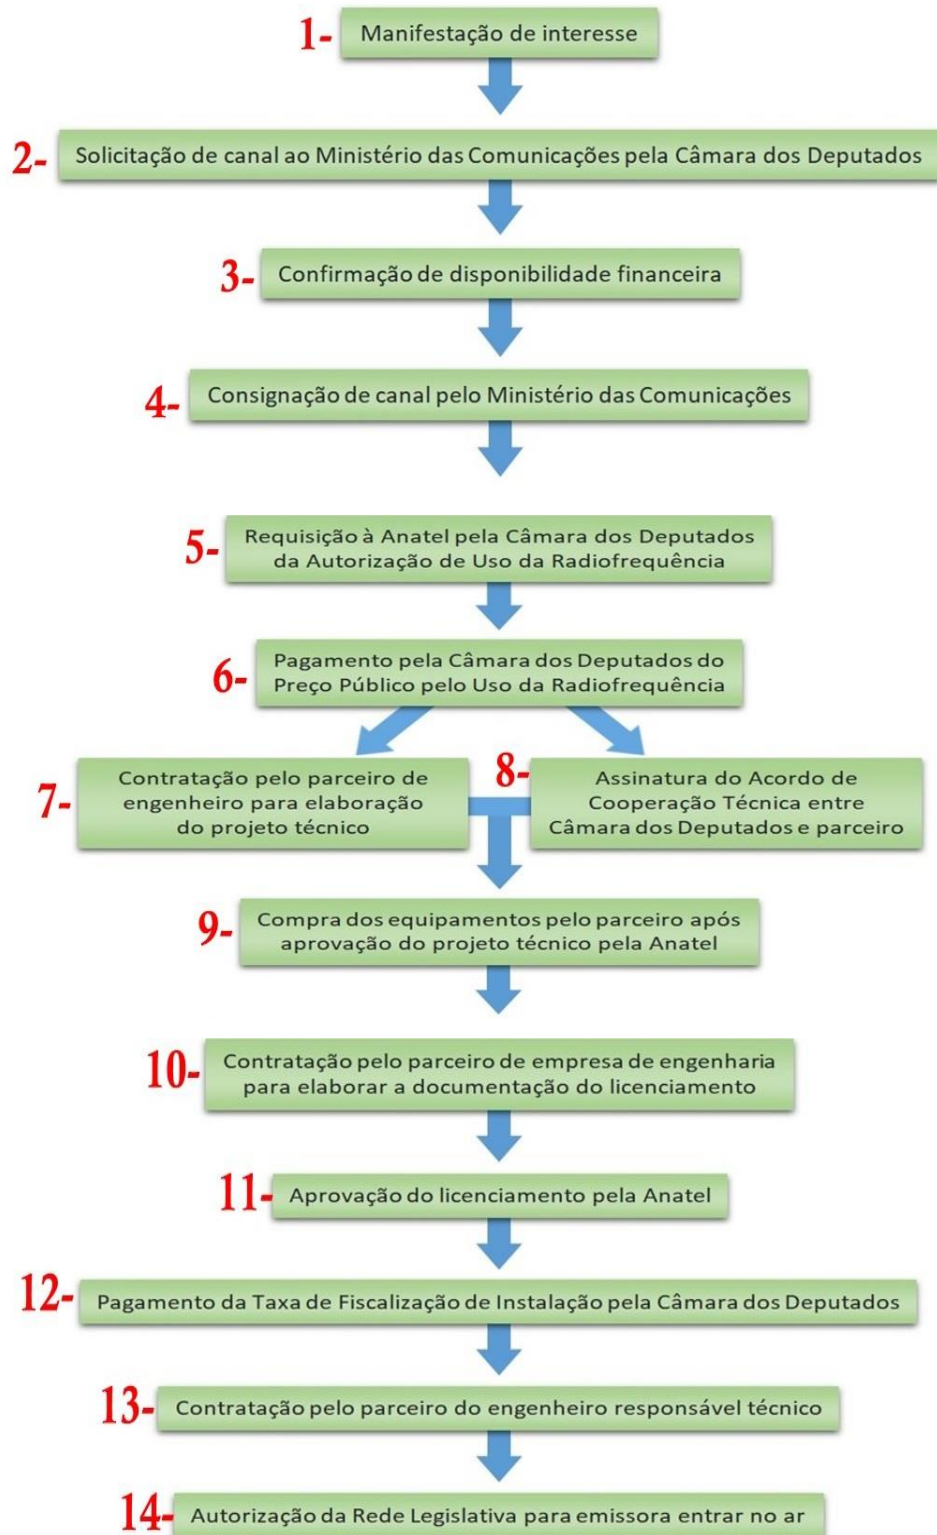 1- Manifestação de interesse
2- Solicitação de canal ao Ministério das Comunicações pela Câmara dos Deputados
3- Confirmação de disponibilidade financeira
4- Consignação de canal pelo Ministério das Comunicações
5- Requisição à Anatel pela Câmara dos Deputados
da Autorização de Uso da Radiofrequência
6- Pagamento pela Câmara dos Deputados do
Preço Público pelo Uso da Radiofrequência
7- Contratação pelo parceiro de
engenheiro para elaboração
do projeto técnico
8- Assinatura do Acordo de
Cooperação Técnica entre
Câmara dos Deputados e parceiro
9- Compra dos equipamentos pelo parceiro após
aprovação do projeto técnico pela Anatel
10- Contratação pelo parceiro de empresa de engenharia
para elaborar a documentação do licenciamento
11- Aprovação do licenciamento pela Anatel
12- Pagamento da Taxa de Fiscalização de Instalação pela Câmara dos Deputados
13- Contratação pelo parceiro do engenheiro responsável técnico
14- Autorização da Rede Legislativa para emissora entrar no ar